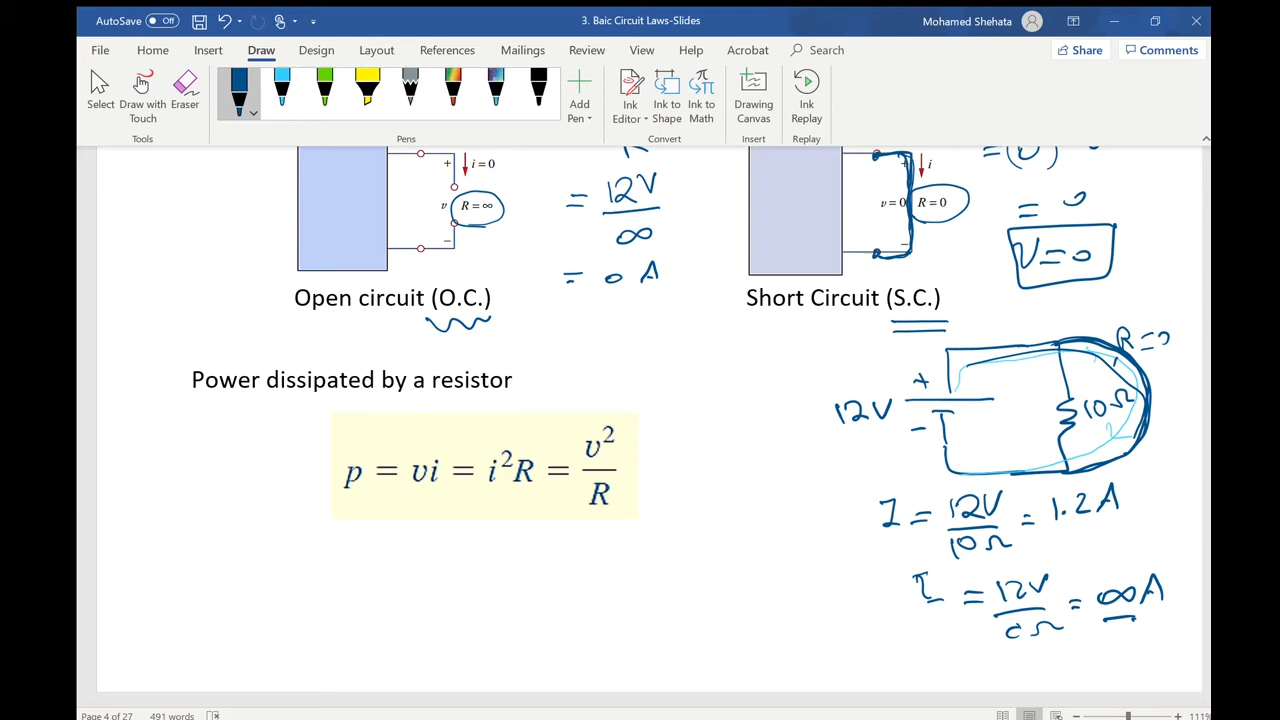 AutoSave Off 3. Baic Circuit Laws-Slides Mohamed Shehata
File Home Insert Draw Design Layout References Mailings Review View Help Acrobat Search Share Comments
Select Draw with Touch Eraser Add Pen Ink Editor Ink to Shape Ink to Math Drawing Canvas Ink Replay
Tools Pens Convert Insert Replay
+ i = 0
v R = ∞
−
= 12V / ∞
= 0 A
+ i
v = 0 R = 0
−
= 0
V = 0
Open circuit (O.C.)
Short Circuit (S.C.)
Power dissipated by a resistor
p = vi = i²R = v²/R
R = 0
+
12V
−
10Ω
I = 12V / 10Ω = 1.2 A
I = 12V / 0Ω = ∞ A
Page 4 of 27 491 words 111%